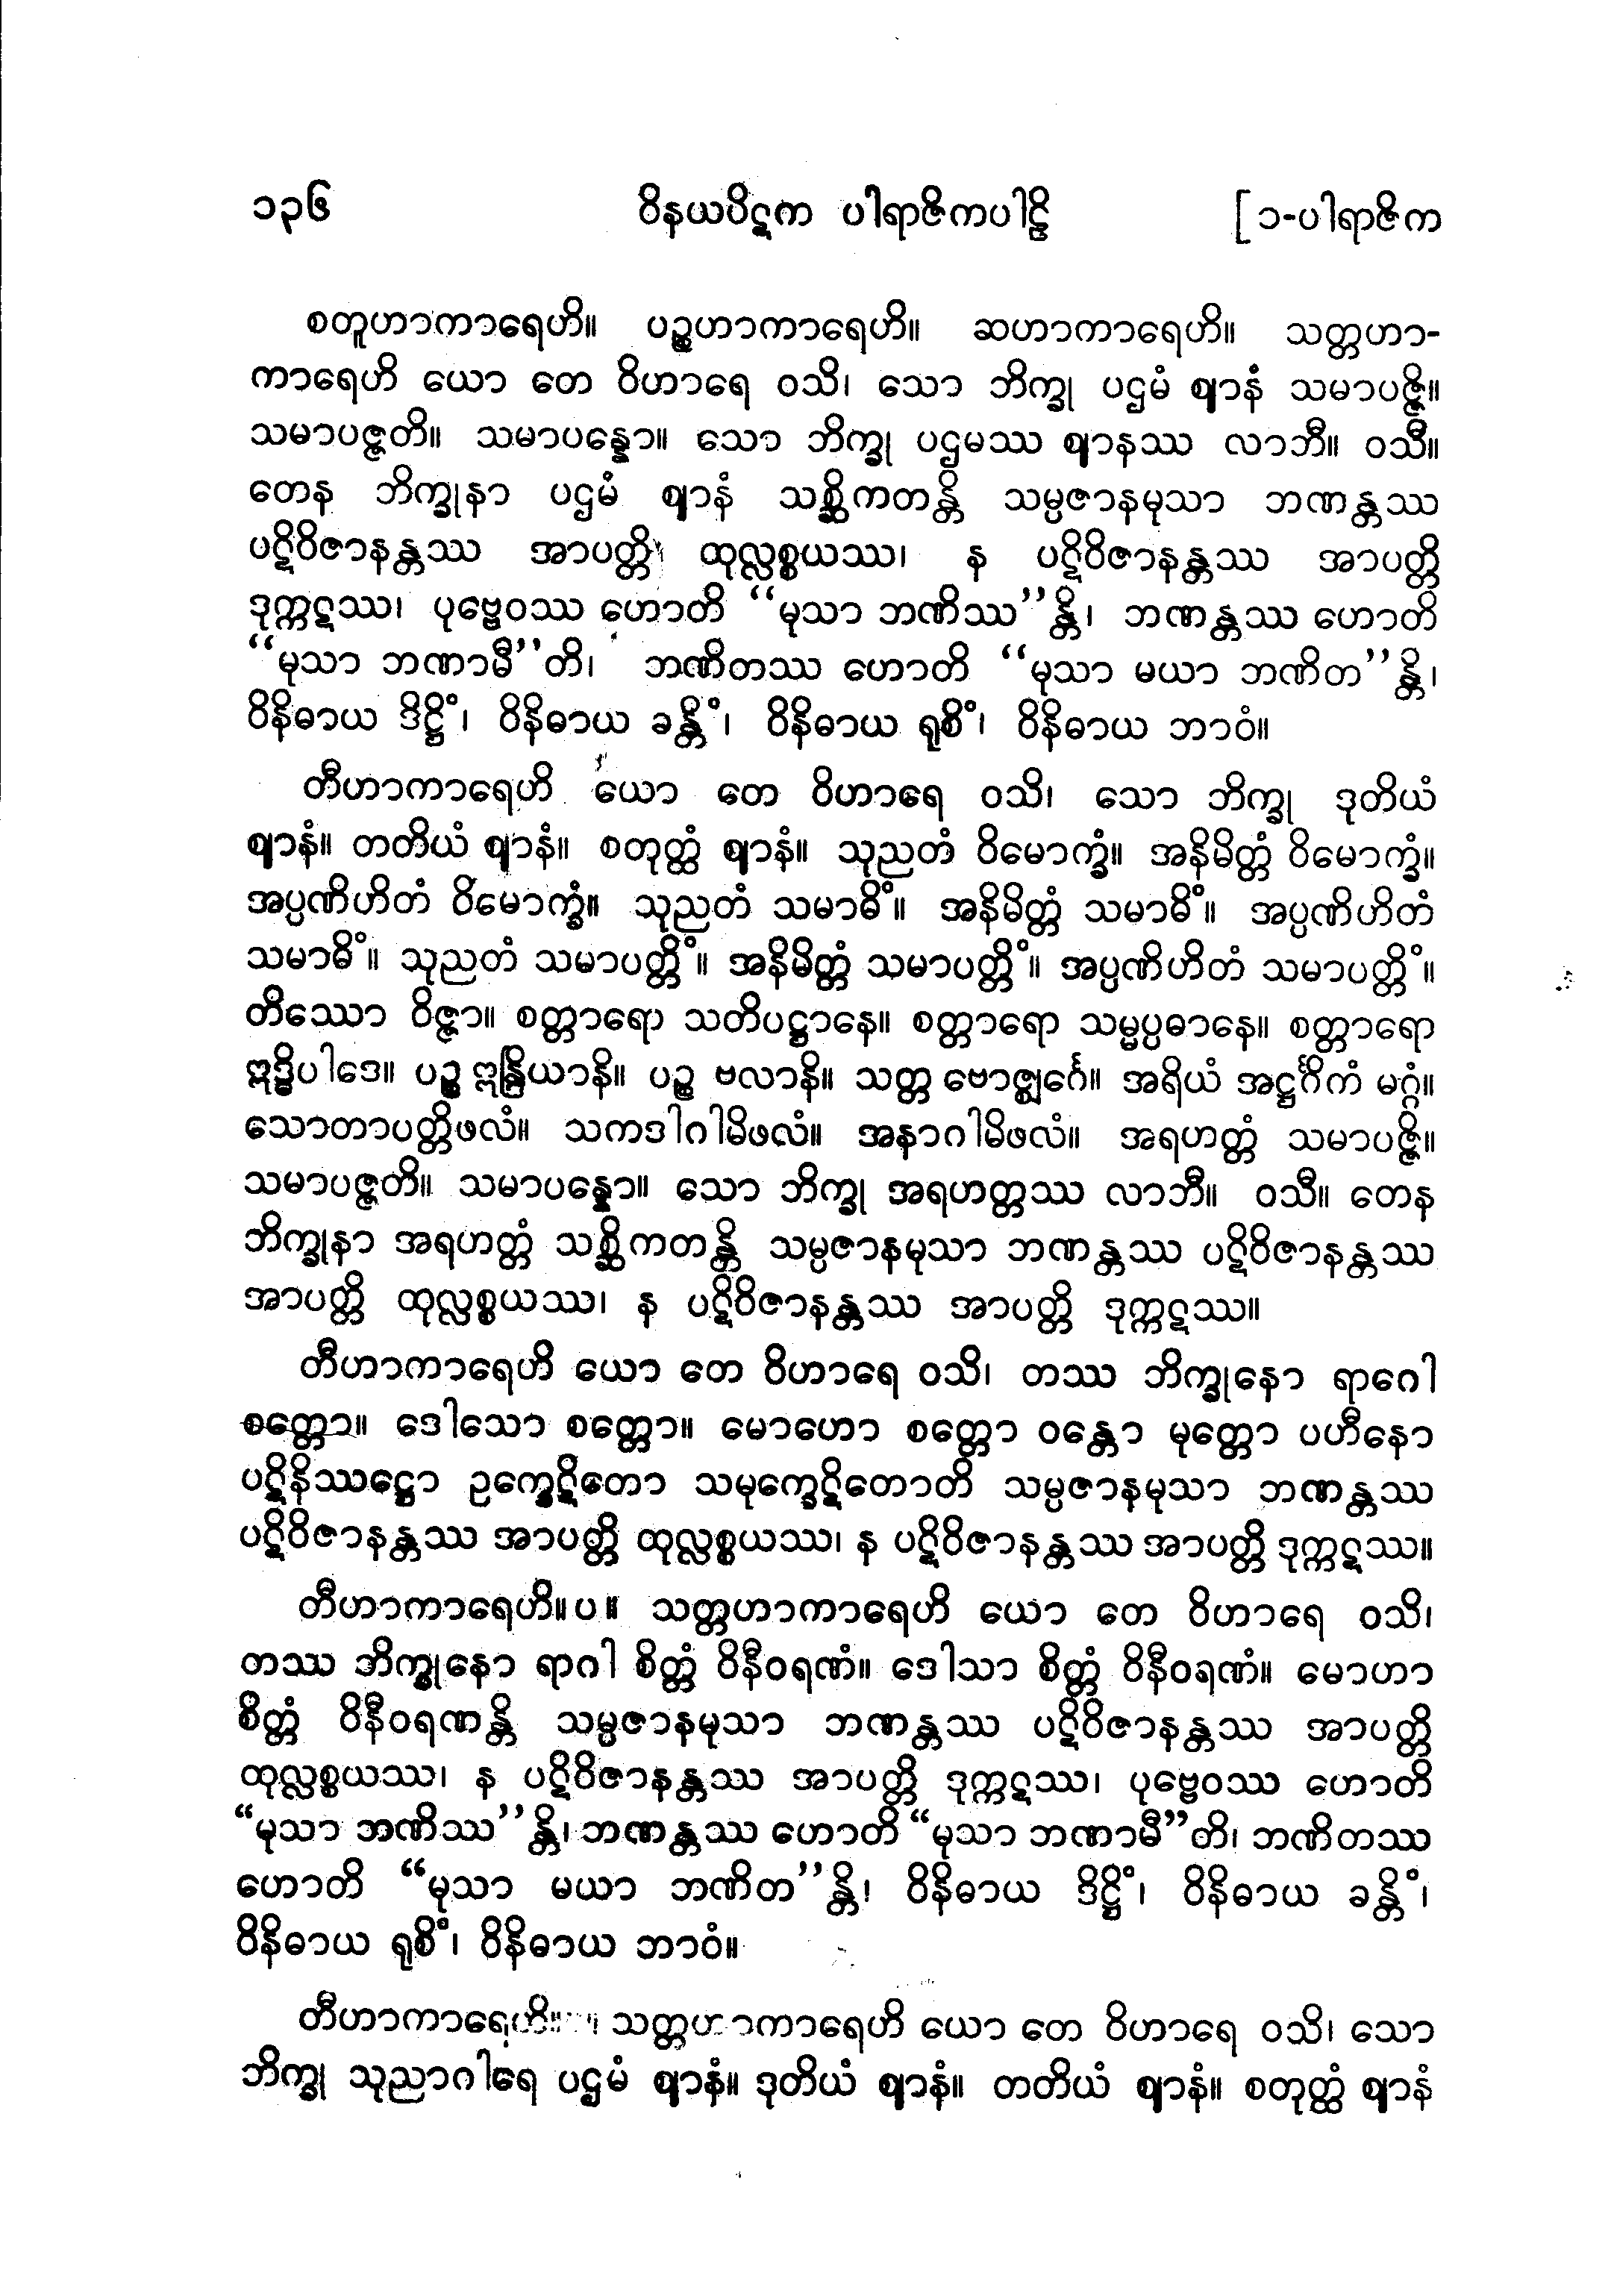 ၁၃၆ ဝိနယပိဋက ပါရာဇိကပါဠိ [၁-ပါရာဇိက
စတူဟာကာရေဟိ။ ပဉ္စဟာကာရေဟိ။ ဆဟာကာရေဟိ။ သတ္တဟာ-
ကာရေဟိ ယော တေ ဝိဟာရေ ဝသိ၊ သော ဘိက္ခု ပဌမံ ဈာနံ သမာပဇ္ဇိ။
သမာပဇ္ဇတိ။ သမာပန္နော။ သော ဘိက္ခု ပဌမဿ ဈာနဿ လာဘီ။ ဝသီ။
တေန ဘိက္ခုနာ ပဌမံ ဈာနံ သစ္ဆိကတန္တိ သမ္ပဇာနမုသာ ဘဏန္တဿ
ပဋိဝိဇာနန္တဿ အာပတ္တိ ထုလ္လစ္စယဿ၊ န ပဋိဝိဇာနန္တဿ အာပတ္တိ
ဒုက္ကဋဿ၊ ပုဗ္ဗေဝဿ ဟောတိ “မုသာ ဘဏိဿ”န္တိ၊ ဘဏန္တဿ ဟောတိ
“မုသာ ဘဏာမီ”တိ၊ ဘဏိတဿ ဟောတိ “မုသာ မယာ ဘဏိတ”န္တိ၊
ဝိနိဓာယ ဒိဋ္ဌိံ၊ ဝိနိဓာယ ခန္တိံ၊ ဝိနိဓာယ ရုစိံ၊ ဝိနိဓာယ ဘာဝံ။
တီဟာကာရေဟိ ယော တေ ဝိဟာရေ ဝသိ၊ သော ဘိက္ခု ဒုတိယံ
ဈာနံ။ တတိယံ ဈာနံ။ စတုတ္ထံ ဈာနံ။ သုညတံ ဝိမောက္ခံ။ အနိမိတ္တံ ဝိမောက္ခံ။
အပ္ပဏိဟိတံ ဝိမောက္ခံ။ သုညတံ သမာဓိံ။ အနိမိတ္တံ သမာဓိံ။ အပ္ပဏိဟိတံ
သမာဓိံ။ သုညတံ သမာပတ္တိံ။ အနိမိတ္တံ သမာပတ္တိံ။ အပ္ပဏိဟိတံ သမာပတ္တိံ။
တိဿော ဝိဇ္ဇာ။ စတ္တာရော သတိပဋ္ဌာနေ။ စတ္တာရော သမ္မပ္ပဓာနေ။ စတ္တာရော
ဣဒ္ဓိပါဒေ။ ပဉ္စ ဣန္ဒြိယာနိ။ ပဉ္စ ဗလာနိ။ သတ္တ ဗောဇ္ဈင်္ဂေ။ အရိယံ အဋ္ဌင်္ဂိကံ မဂ္ဂံ။
သောတာပတ္တိဖလံ။ သကဒါဂါမိဖလံ။ အနာဂါမိဖလံ။ အရဟတ္တံ သမာပဇ္ဇိ။
သမာပဇ္ဇတိ။ သမာပန္နော။ သော ဘိက္ခု အရဟတ္တဿ လာဘီ။ ဝသီ။ တေန
ဘိက္ခုနာ အရဟတ္တံ သစ္ဆိကတန္တိ သမ္ပဇာနမုသာ ဘဏန္တဿ ပဋိဝိဇာနန္တဿ
အာပတ္တိ ထုလ္လစ္စယဿ၊ န ပဋိဝိဇာနန္တဿ အာပတ္တိ ဒုက္ကဋဿ။
တီဟာကာရေဟိ ယော တေ ဝိဟာရေ ဝသိ၊ တဿ ဘိက္ခုနော ရာဂေါ
စတ္တော။ ဒေါသော စတ္တော။ မောဟော စတ္တော ဝန္တော မုတ္တော ပဟီနော
ပဋိနိဿဋ္ဌော ဥက္ခေဋိတော သမုက္ခေဋိတောတိ သမ္ပဇာနမုသာ ဘဏန္တဿ
ပဋိဝိဇာနန္တဿ အာပတ္တိ ထုလ္လစ္စယဿ၊ န ပဋိဝိဇာနန္တဿ အာပတ္တိ ဒုက္ကဋဿ။
တီဟာကာရေဟိ။ပ။ သတ္တဟာကာရေဟိ ယော တေ ဝိဟာရေ ဝသိ၊
တဿ ဘိက္ခုနော ရာဂါ စိတ္တံ ဝိနီဝရဏံ။ ဒေါသာ စိတ္တံ ဝိနီဝရဏံ။ မောဟာ
စိတ္တံ ဝိနီဝရဏန္တိ သမ္ပဇာနမုသာ ဘဏန္တဿ ပဋိဝိဇာနန္တဿ အာပတ္တိ
ထုလ္လစ္စယဿ၊ န ပဋိဝိဇာနန္တဿ အာပတ္တိ ဒုက္ကဋဿ၊ ပုဗ္ဗေဝဿ ဟောတိ
“မုသာ ဘဏိဿ”န္တိ၊ ဘဏန္တဿ ဟောတိ “မုသာ ဘဏာမီ”တိ၊ ဘဏိတဿ
ဟောတိ “မုသာ မယာ ဘဏိတ”န္တိ၊ ဝိနိဓာယ ဒိဋ္ဌိံ၊ ဝိနိဓာယ ခန္တိံ၊
ဝိနိဓာယ ရုစိံ၊ ဝိနိဓာယ ဘာဝံ။
တီဟာကာရေဟိ။ သတ္တဟာကာရေဟိ ယော တေ ဝိဟာရေ ဝသိ၊ သော
ဘိက္ခု သုညာဂါရေ ပဌမံ ဈာနံ။ ဒုတိယံ ဈာနံ။ တတိယံ ဈာနံ။ စတုတ္ထံ ဈာနံ